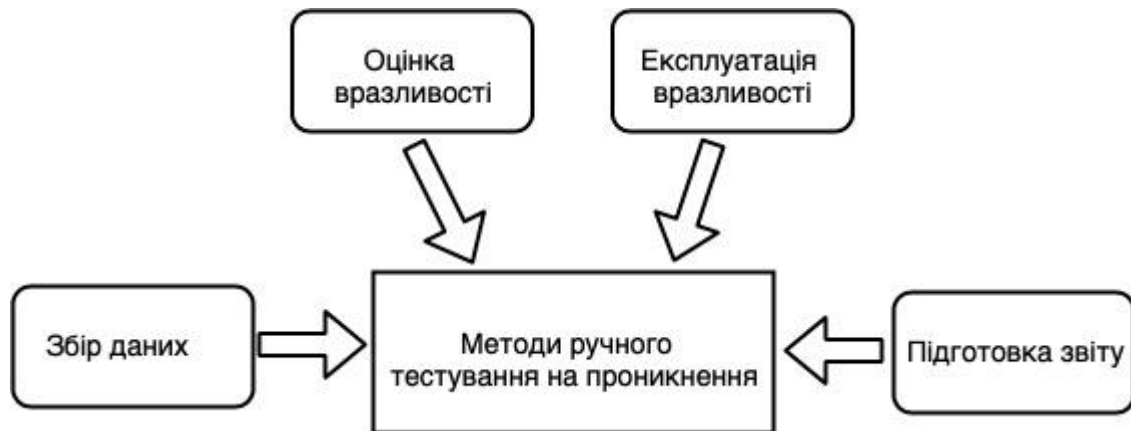 Оцінка
вразливості
Експлуатація
вразливості
Збір даних
Методи ручного
тестування на проникнення
Підготовка звіту